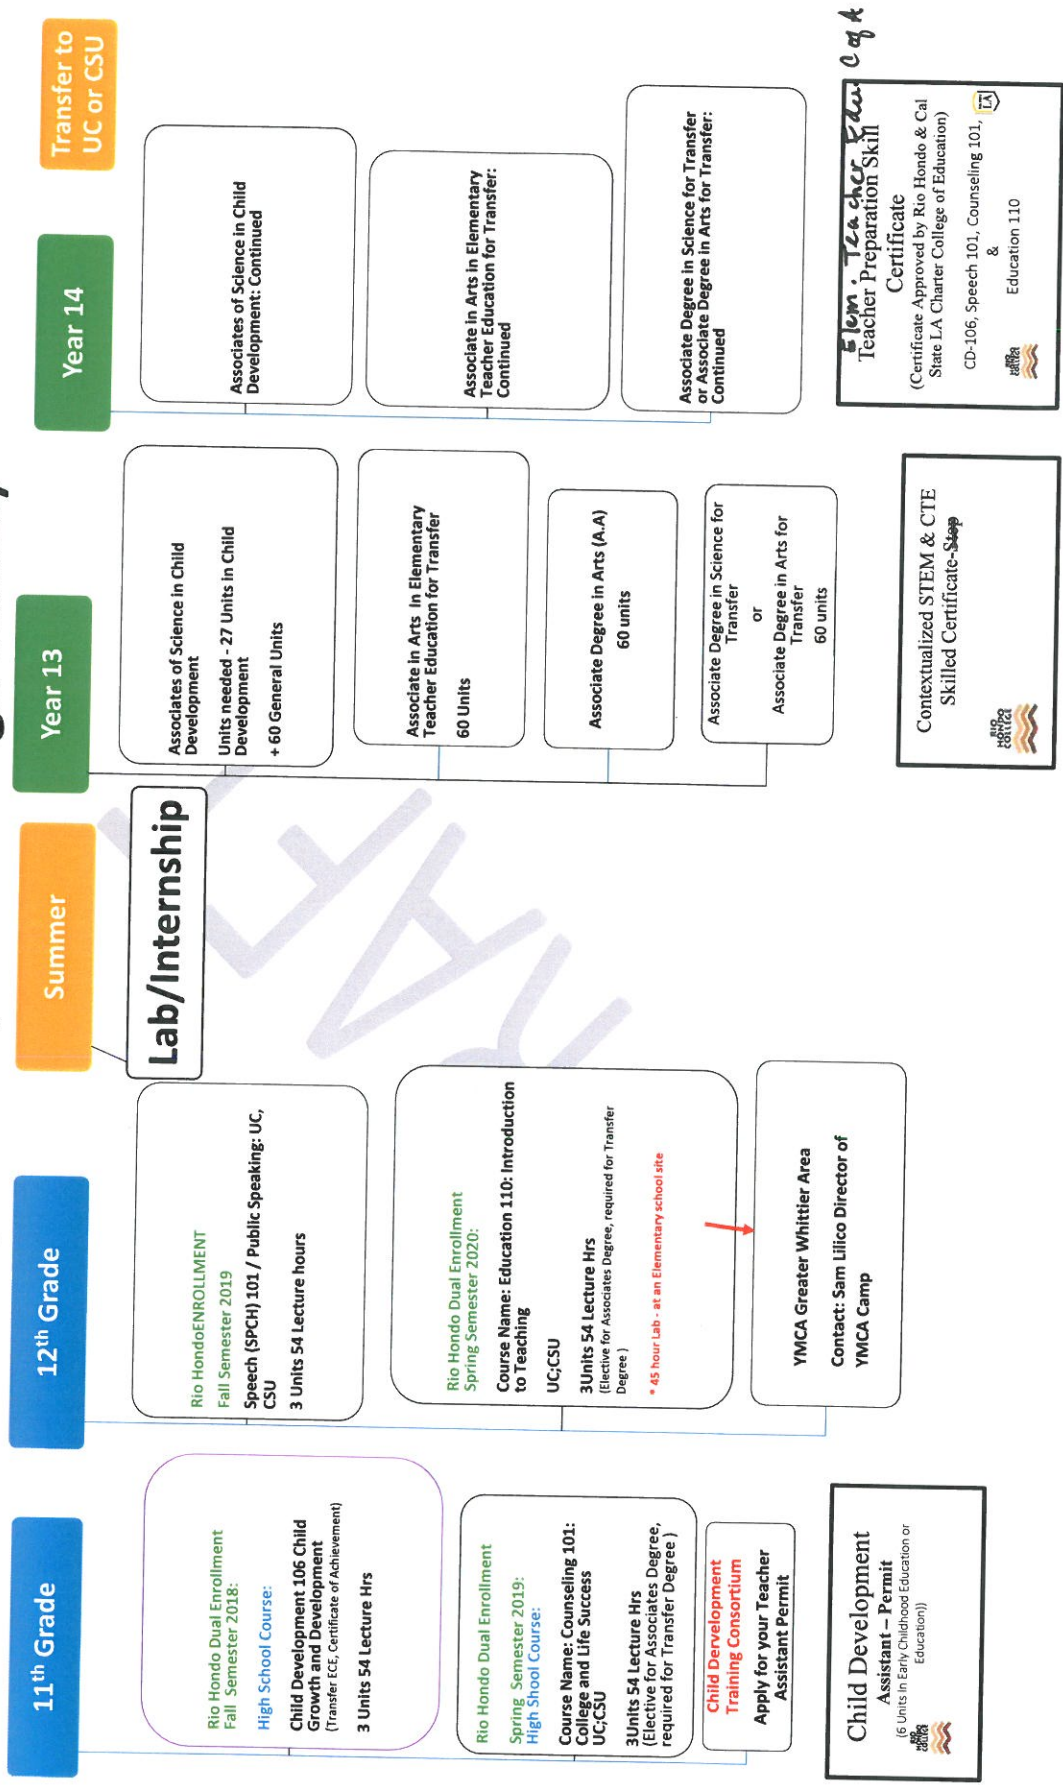 11th Grade
Rio Hondo Dual Enrollment
Fall Semester 2018:
High School Course:
Child Development 106 Child
Growth and Development
(Transfer ECE, Certificate of Achievement)
3 Units 54 Lecture Hrs
Rio Hondo Dual Enrollment
Spring Semester 2019:
High Shool Course:
Course Name: Counseling 101:
College and Life Success
UC;CSU
3Units 54 Lecture Hrs
(Elective for Associates Degree,
required for Transfer Degree )
Child Dervelopment
Training Consortium
Apply for your Teacher
Assistant Permit
Child Development
Assistant – Permit
(6 Units In Early Childhood Education or
Education))
12th Grade
Rio HondoENROLLMENT
Fall Semester 2019
Speech (SPCH) 101 / Public Speaking: UC,
CSU
3 Units 54 Lecture hours
Rio Hondo Dual Enrollment
Spring Semester 2020:
Course Name: Education 110: Introduction
to Teaching
UC;CSU
3Units 54 Lecture Hrs
(Elective for Associates Degree, required for Transfer
Degree )
* 45 hour Lab - at an Elementary school site
YMCA Greater Whittier Area
Contact: Sam Lilico Director of
YMCA Camp
Summer
Lab/Internship
Year 13
Associates of Science in Child
Development
Units needed - 27 Units in Child
Development
+ 60 General Units
Associate in Arts in Elementary
Teacher Education for Transfer
60 Units
Associate Degree in Arts (A.A)
60 units
Associate Degree in Science for
Transfer
or
Associate Degree in Arts for
Transfer
60 units
Contextualized STEM & CTE
Skilled Certificate-Step
RIO
HONDO
COLLEGE
Year 14
Associates of Science in Child
Development: Continued
Associate in Arts in Elementary
Teacher Education for Transfer:
Continued
Associate Degree in Science for Transfer
or Associate Degree in Arts for Transfer:
Continued
Elem. Teacher Edu. C of A
Teacher Preparation Skill
Certificate
(Certificate Approved by Rio Hondo & Cal
State LA Charter College of Education)
CD-106, Speech 101, Counseling 101,
&
Education 110
LA
Transfer to
UC or CSU